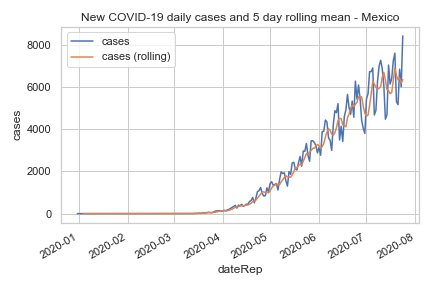 New COVID-19 daily cases and 5 day rolling mean - Mexico
cases
cases (rolling)
8000
6000
4000
2000
0
cases
2020-01
2020-02
2020-03
2020-04
2020-05
2020-06
2020-07
2020-08
dateRep